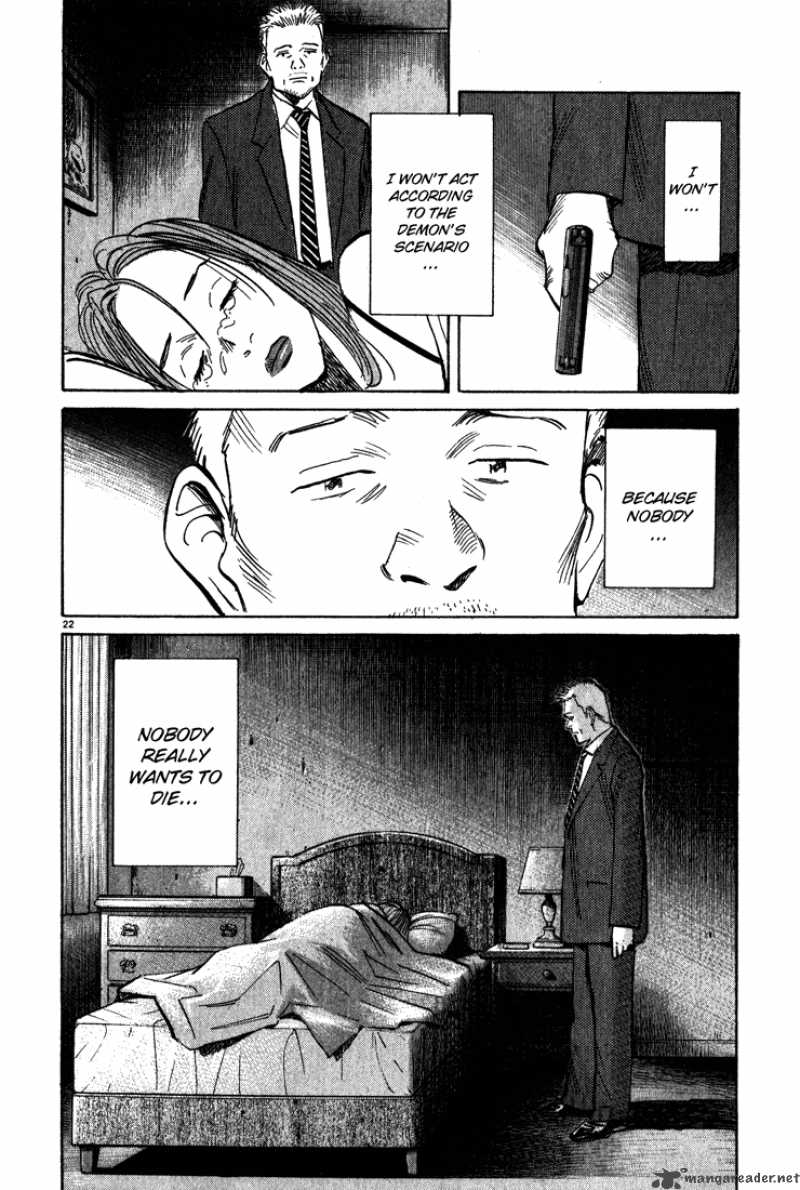 I
WON'T
...
I WON'T ACT
ACCORDING
TO THE
DEMON'S
SCENARIO
...
BECAUSE
NOBODY
...
22
NOBODY
REALLY
WANTS TO
DIE...
mangareader.net